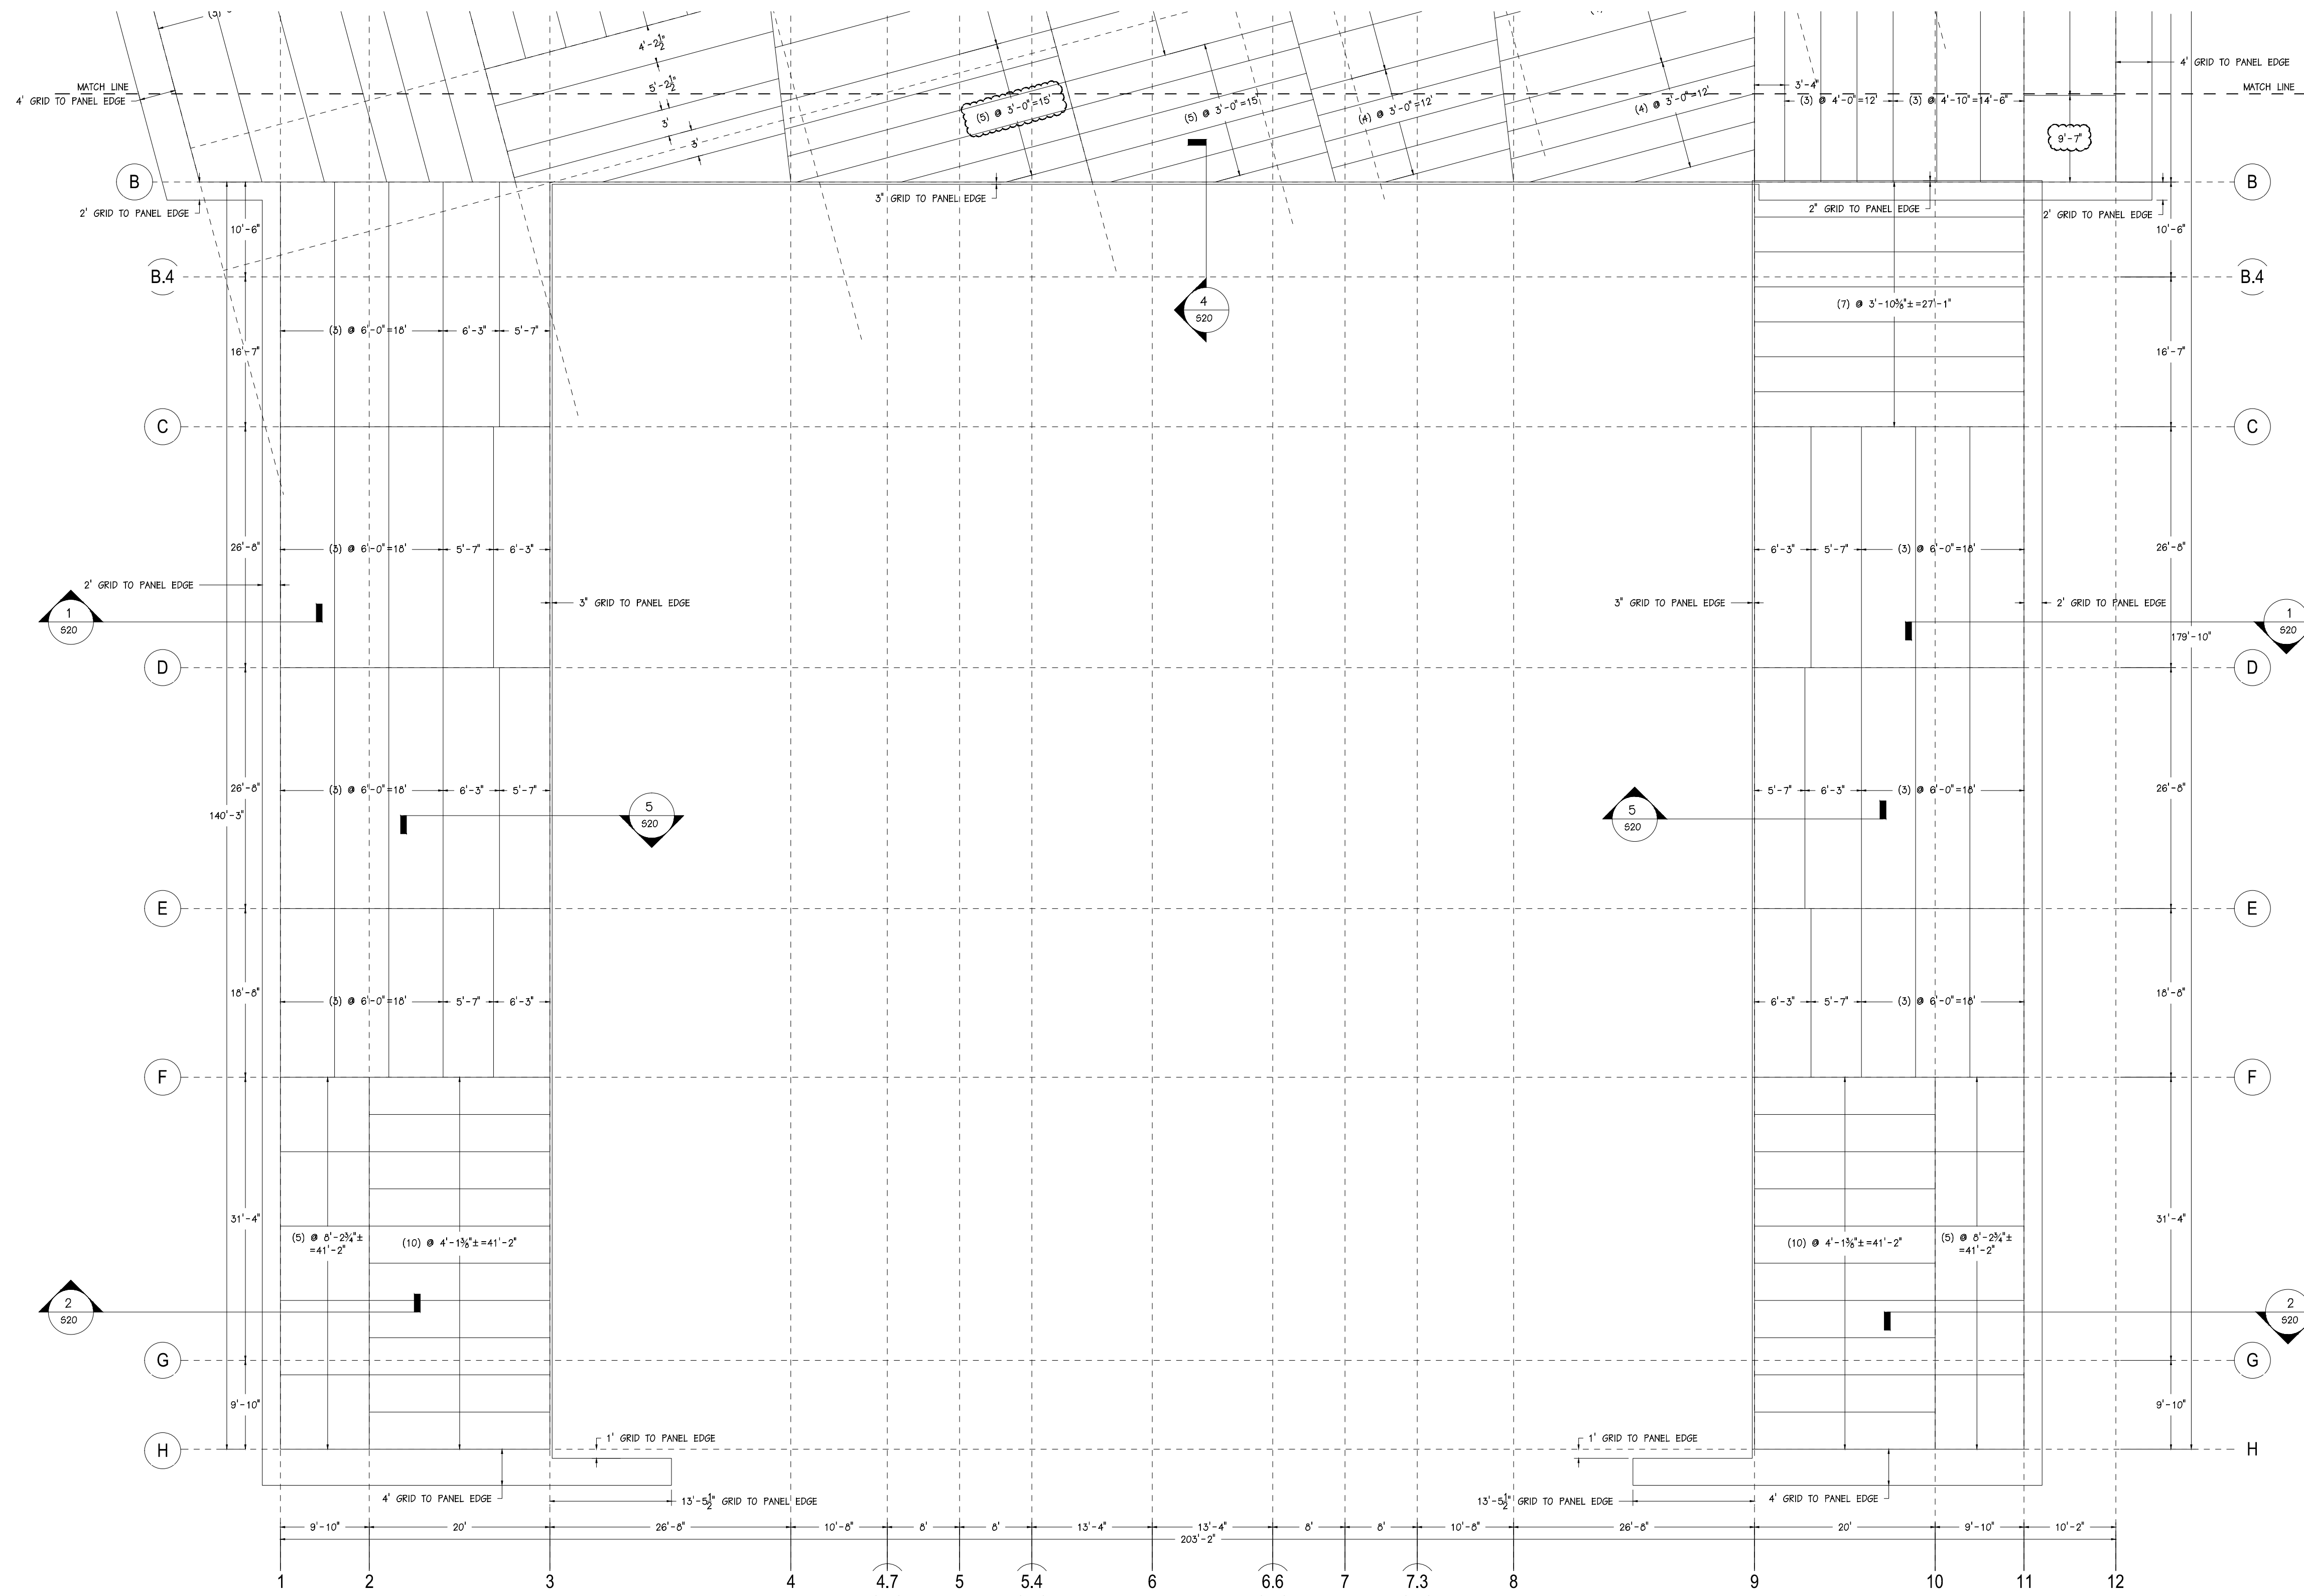 (3)
4'-2½"
MATCH LINE
4' GRID TO PANEL EDGE
5'-2½"
3'
3'
(5) @ 3'-0"=15'
(5) @ 3'-0"=15'
(4) @ 3'-0"=12'
(4) @ 3'-0"=12'
3'-4"
(3) @ 4'-0"=12'
(3) @ 4'-10"=14'-6"
4' GRID TO PANEL EDGE
MATCH LINE
9'-7"
B
B
2' GRID TO PANEL EDGE
3" GRID TO PANEL EDGE
2" GRID TO PANEL EDGE
2' GRID TO PANEL EDGE
10'-6"
10'-6"
B.4
B.4
4
S20
(7) @ 3'-10⅝"±=27'-1"
(3) @ 6'-0"=18'
6'-3"
5'-7"
16'-7"
16'-7"
C
C
26'-8"
(3) @ 6'-0"=18'
5'-7"
6'-3"
6'-3"
5'-7"
(3) @ 6'-0"=18'
26'-8"
2' GRID TO PANEL EDGE
3" GRID TO PANEL EDGE
3" GRID TO PANEL EDGE
2' GRID TO PANEL EDGE
1
S20
1
S20
179'-10"
D
D
26'-8"
(3) @ 6'-0"=18'
6'-3"
5'-7"
5'-7"
6'-3"
(3) @ 6'-0"=18'
26'-8"
140'-3"
5
S20
5
S20
E
E
18'-8"
(3) @ 6'-0"=18'
5'-7"
6'-3"
6'-3"
5'-7"
(3) @ 6'-0"=18'
18'-8"
F
F
31'-4"
31'-4"
(5) @ 8'-2¾"±
=41'-2"
(10) @ 4'-1⅜"±=41'-2"
(10) @ 4'-1⅜"±=41'-2"
(5) @ 8'-2¾"±
=41'-2"
2
S20
2
S20
G
G
9'-10"
9'-10"
1' GRID TO PANEL EDGE
1' GRID TO PANEL EDGE
H
H
4' GRID TO PANEL EDGE
13'-5½" GRID TO PANEL EDGE
13'-5½" GRID TO PANEL EDGE
4' GRID TO PANEL EDGE
9'-10"
20'
26'-8"
10'-8"
8'
8'
13'-4"
13'-4"
8'
8'
10'-8"
26'-8"
20'
9'-10"
10'-2"
203'-2"
1
2
3
4
4.7
5
5.4
6
6.6
7
7.3
8
9
10
11
12